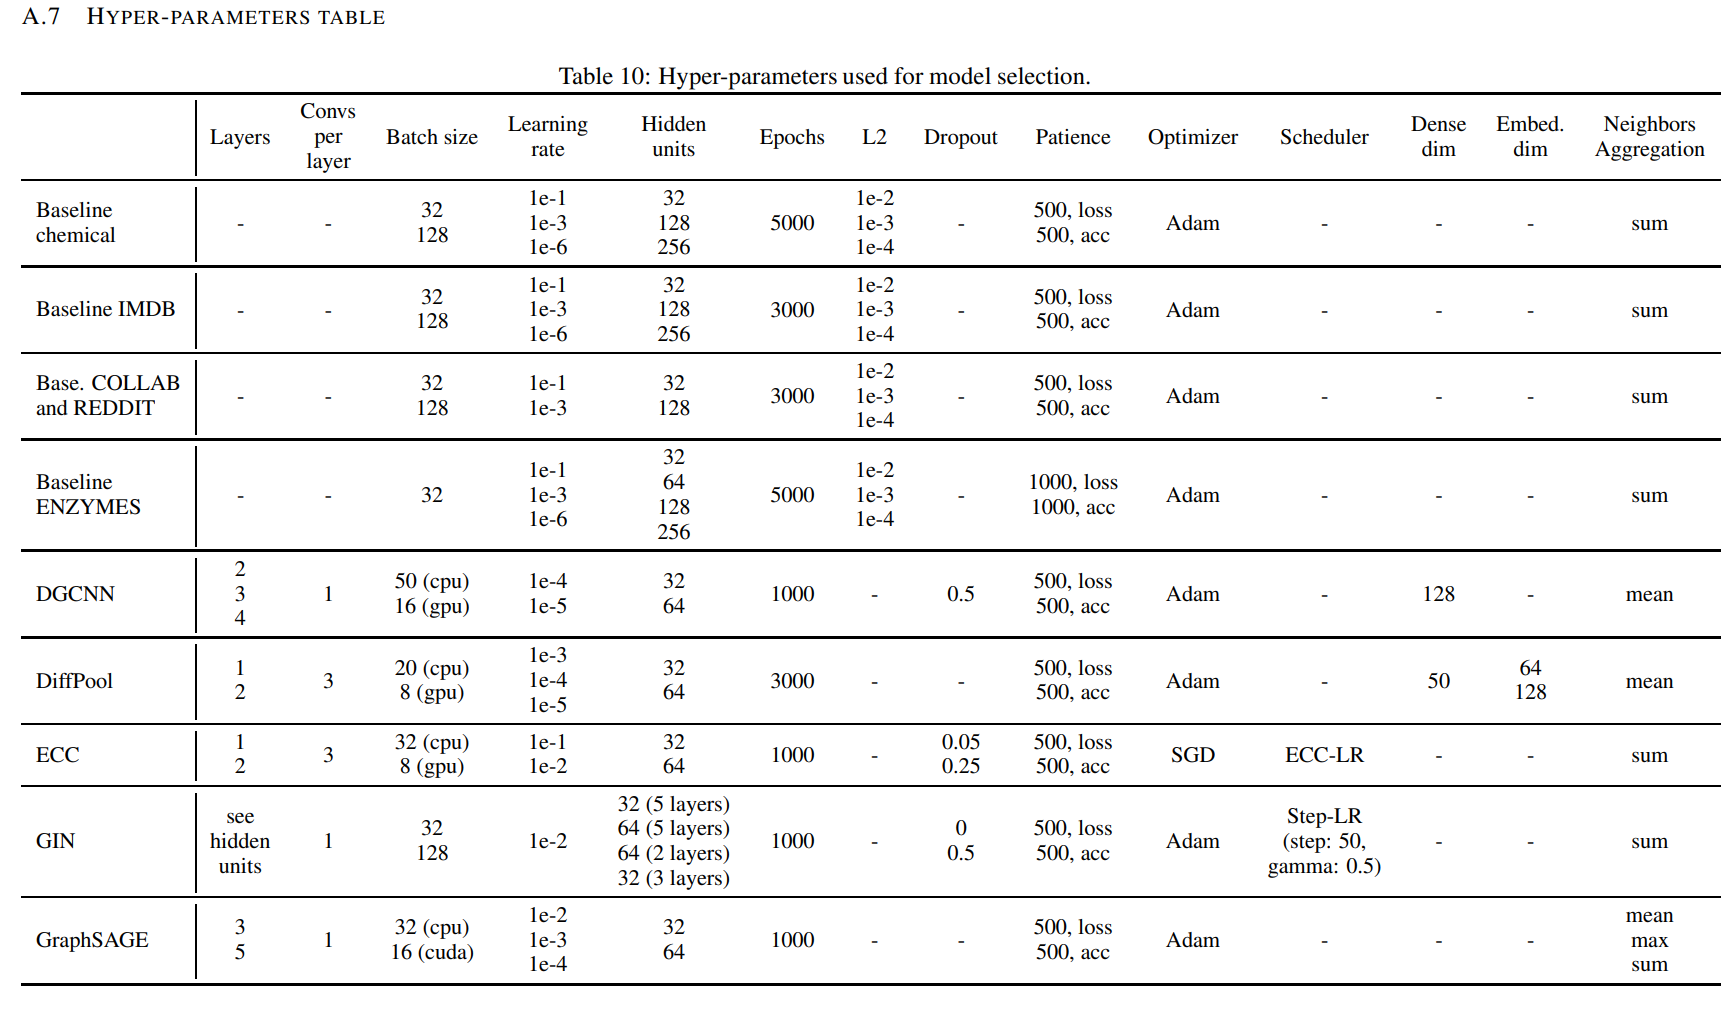 A.7 HYPER-PARAMETERS TABLE
Table 10: Hyper-parameters used for model selection.
Layers | Convs per layer | Batch size | Learning rate | Hidden units | Epochs | L2 | Dropout | Patience | Optimizer | Scheduler | Dense dim | Embed. dim | Neighbors Aggregation
Baseline chemical | - | - | 32 128 | 1e-1 1e-3 1e-6 | 32 128 256 | 5000 | 1e-2 1e-3 1e-4 | - | 500, loss 500, acc | Adam | - | - | - | sum
Baseline IMDB | - | - | 32 128 | 1e-1 1e-3 1e-6 | 32 128 256 | 3000 | 1e-2 1e-3 1e-4 | - | 500, loss 500, acc | Adam | - | - | - | sum
Base. COLLAB and REDDIT | - | - | 32 128 | 1e-1 1e-3 | 32 128 | 3000 | 1e-2 1e-3 1e-4 | - | 500, loss 500, acc | Adam | - | - | - | sum
Baseline ENZYMES | - | - | 32 | 1e-1 1e-3 1e-6 | 32 64 128 256 | 5000 | 1e-2 1e-3 1e-4 | - | 1000, loss 1000, acc | Adam | - | - | - | sum
DGCNN | 2 3 4 | 1 | 50 (cpu) 16 (gpu) | 1e-4 1e-5 | 32 64 | 1000 | - | 0.5 | 500, loss 500, acc | Adam | - | 128 | - | mean
DiffPool | 1 2 | 3 | 20 (cpu) 8 (gpu) | 1e-3 1e-4 1e-5 | 32 64 | 3000 | - | - | 500, loss 500, acc | Adam | - | 50 | 64 128 | mean
ECC | 1 2 | 3 | 32 (cpu) 8 (gpu) | 1e-1 1e-2 | 32 64 | 1000 | - | 0.05 0.25 | 500, loss 500, acc | SGD | ECC-LR | - | - | sum
GIN | see hidden units | 1 | 32 128 | 1e-2 | 32 (5 layers) 64 (5 layers) 64 (2 layers) 32 (3 layers) | 1000 | - | 0 0.5 | 500, loss 500, acc | Adam | Step-LR (step: 50, gamma: 0.5) | - | - | sum
GraphSAGE | 3 5 | 1 | 32 (cpu) 16 (cuda) | 1e-2 1e-3 1e-4 | 32 64 | 1000 | - | - | 500, loss 500, acc | Adam | - | - | - | mean max sum